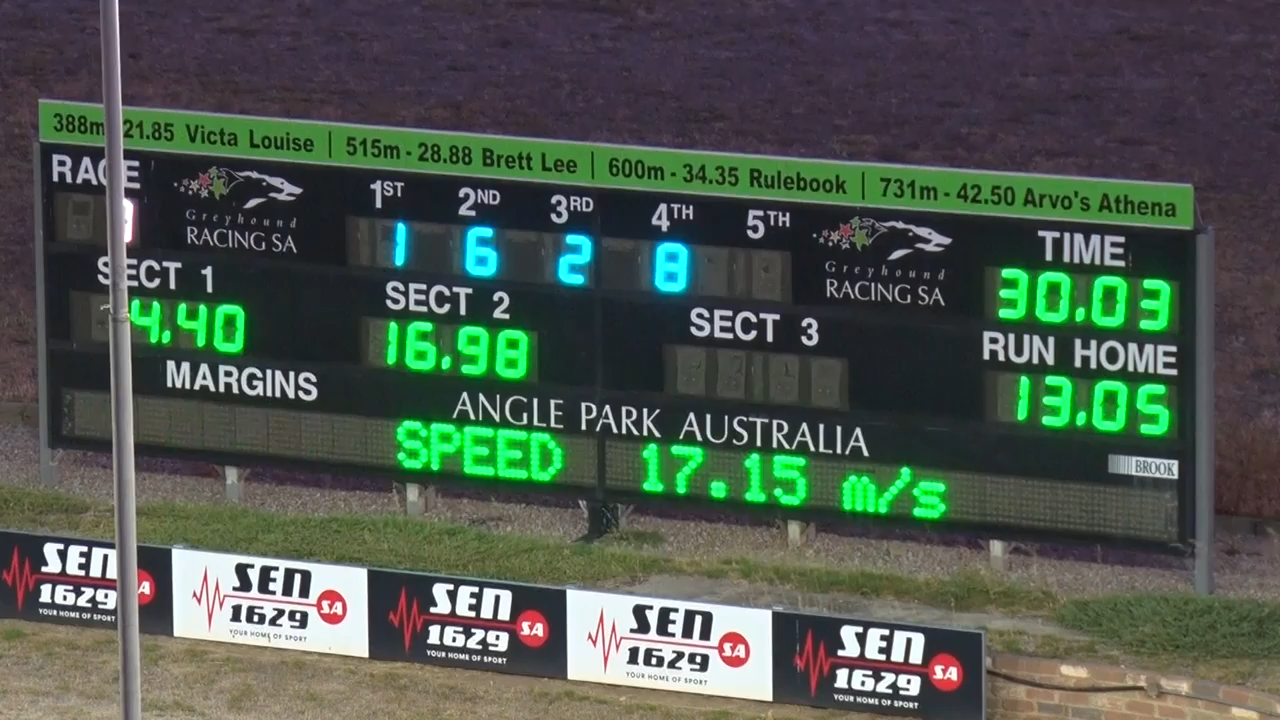 388m 21.85 Victa Louise | 515m - 28.88 Brett Lee | 600m - 34.35 Rulebook | 731m - 42.50 Arvo's Athena
RACE
Greyhound
RACING SA
1ST 2ND 3RD 4TH 5TH
1 6 2 8
Greyhound
RACING SA
TIME
30.03
SECT 1
4.40
SECT 2
16.98
SECT 3
RUN HOME
13.05
MARGINS
ANGLE PARK AUSTRALIA
SPEED 17.15 m/s
BROOK
SEN
1629
YOUR HOME OF SPORT
SEN
1629 SA
YOUR HOME OF SPORT
SEN
1629 SA
YOUR HOME OF SPORT
SEN
1629 SA
YOUR HOME OF SPORT
SEN
1629 SA
YOUR HOME OF SPORT